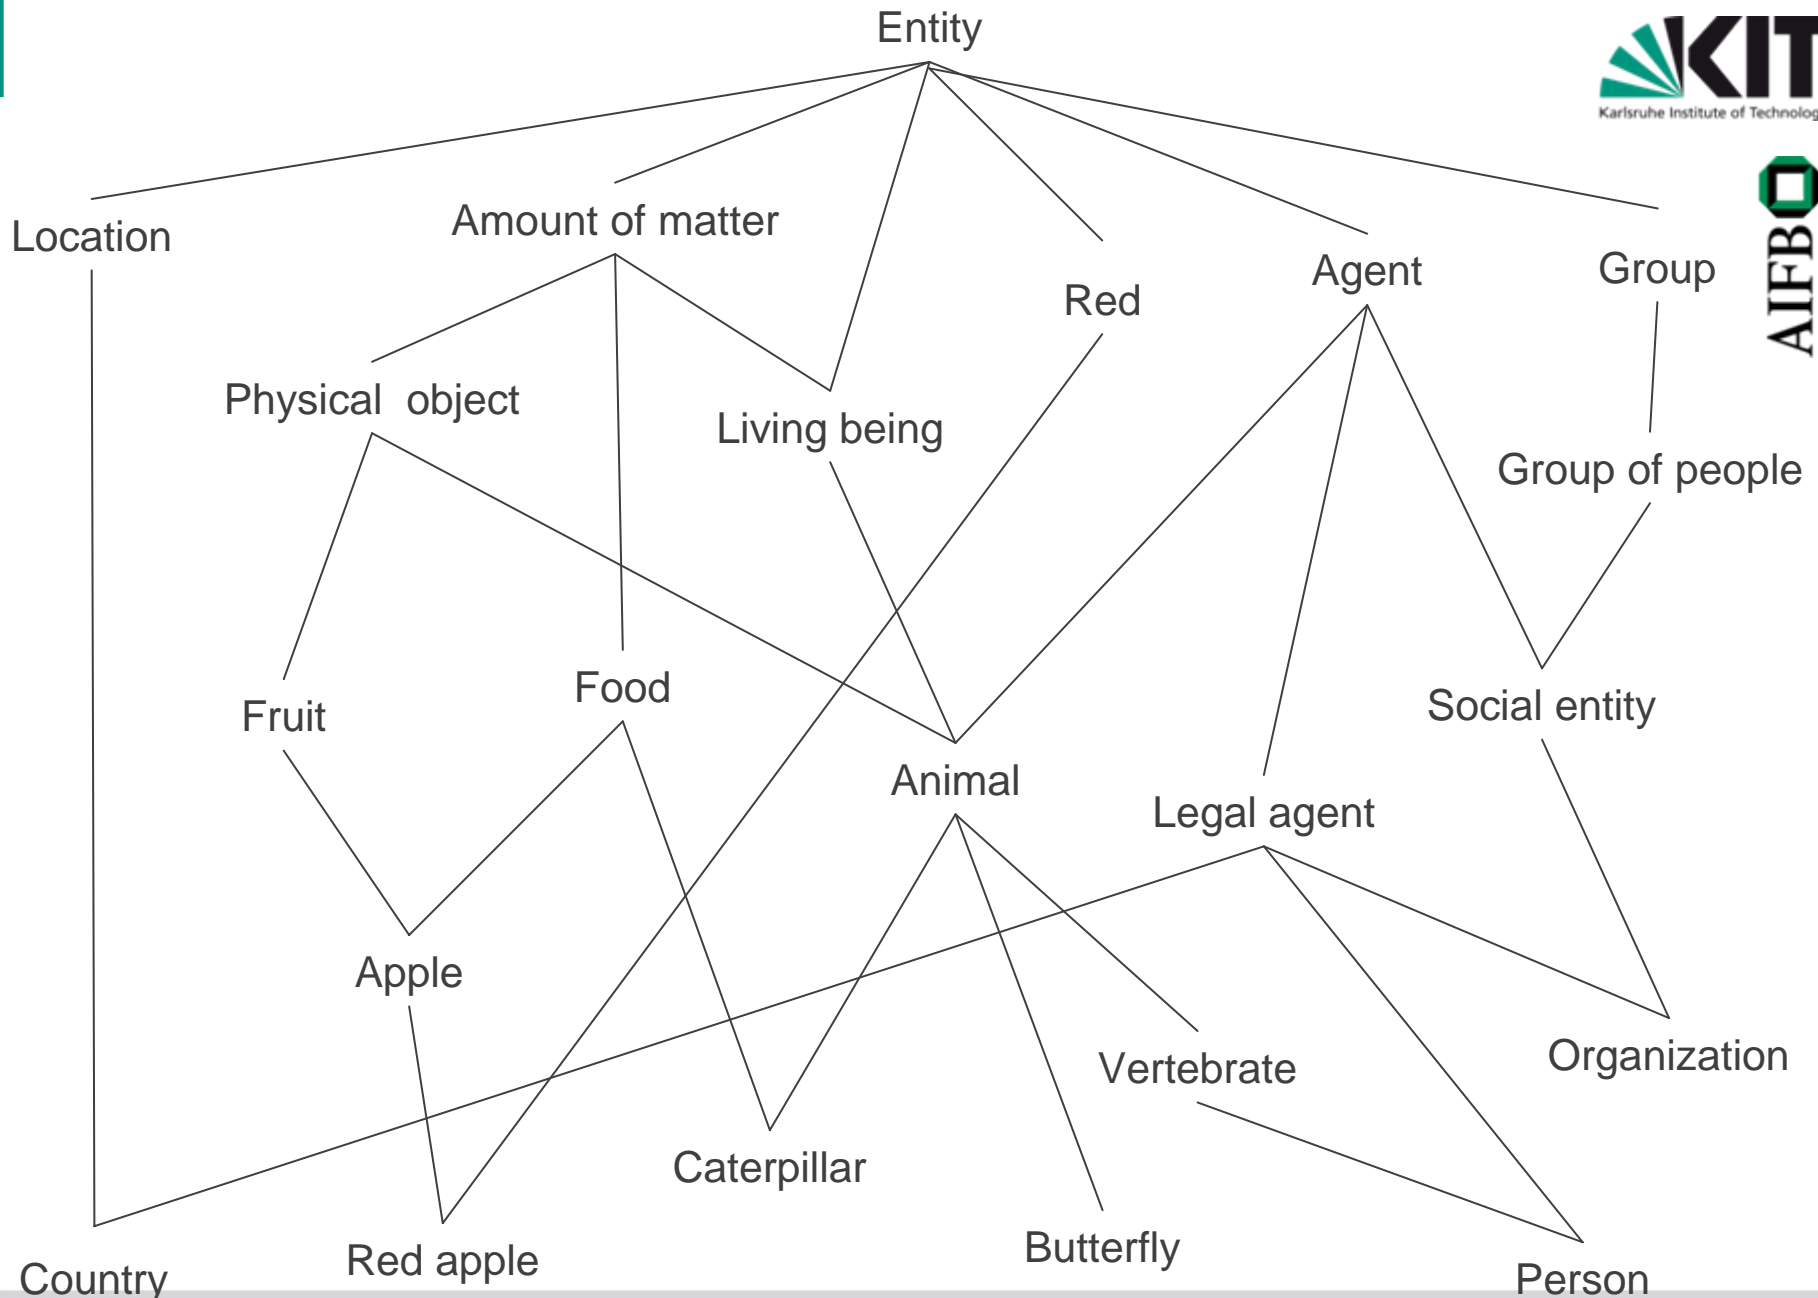 Entity
KIT
Karlsruhe Institute of Technolog
AIFB
Location
Amount of matter
Red
Agent
Group
Physical object
Living being
Group of people
Fruit
Food
Animal
Legal agent
Social entity
Apple
Vertebrate
Organization
Caterpillar
Country
Red apple
Butterfly
Person